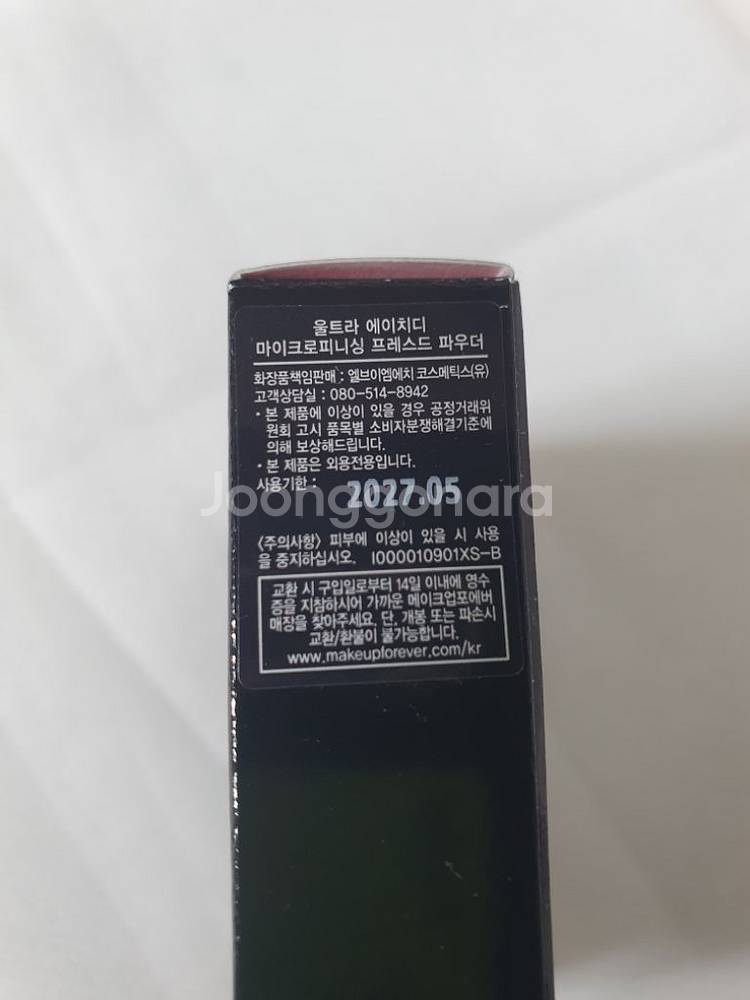 울트라 에이치디
마이크로피니싱 프레스드 파우더
화장품책임판매 : 엘브이엠에치 코스메틱스(유)
고객상담실 : 080-514-8942
· 본 제품에 이상이 있을 경우 공정거래위
원회 고시 품목별 소비자분쟁해결기준에
의해 보상해드립니다.
· 본 제품은 외용전용입니다.
사용기한 : 2027.05
Joonggonara
〈주의사항〉 피부에 이상이 있을 시 사용
을 중지하십시오. I000010901XS-B
교환 시 구입일로부터 14일 이내에 영수
증을 지참하시어 가까운 메이크업포에버
매장을 찾아주세요. 단, 개봉 또는 파손시
교환/환불이 불가능합니다.
www.makeupforever.com/kr